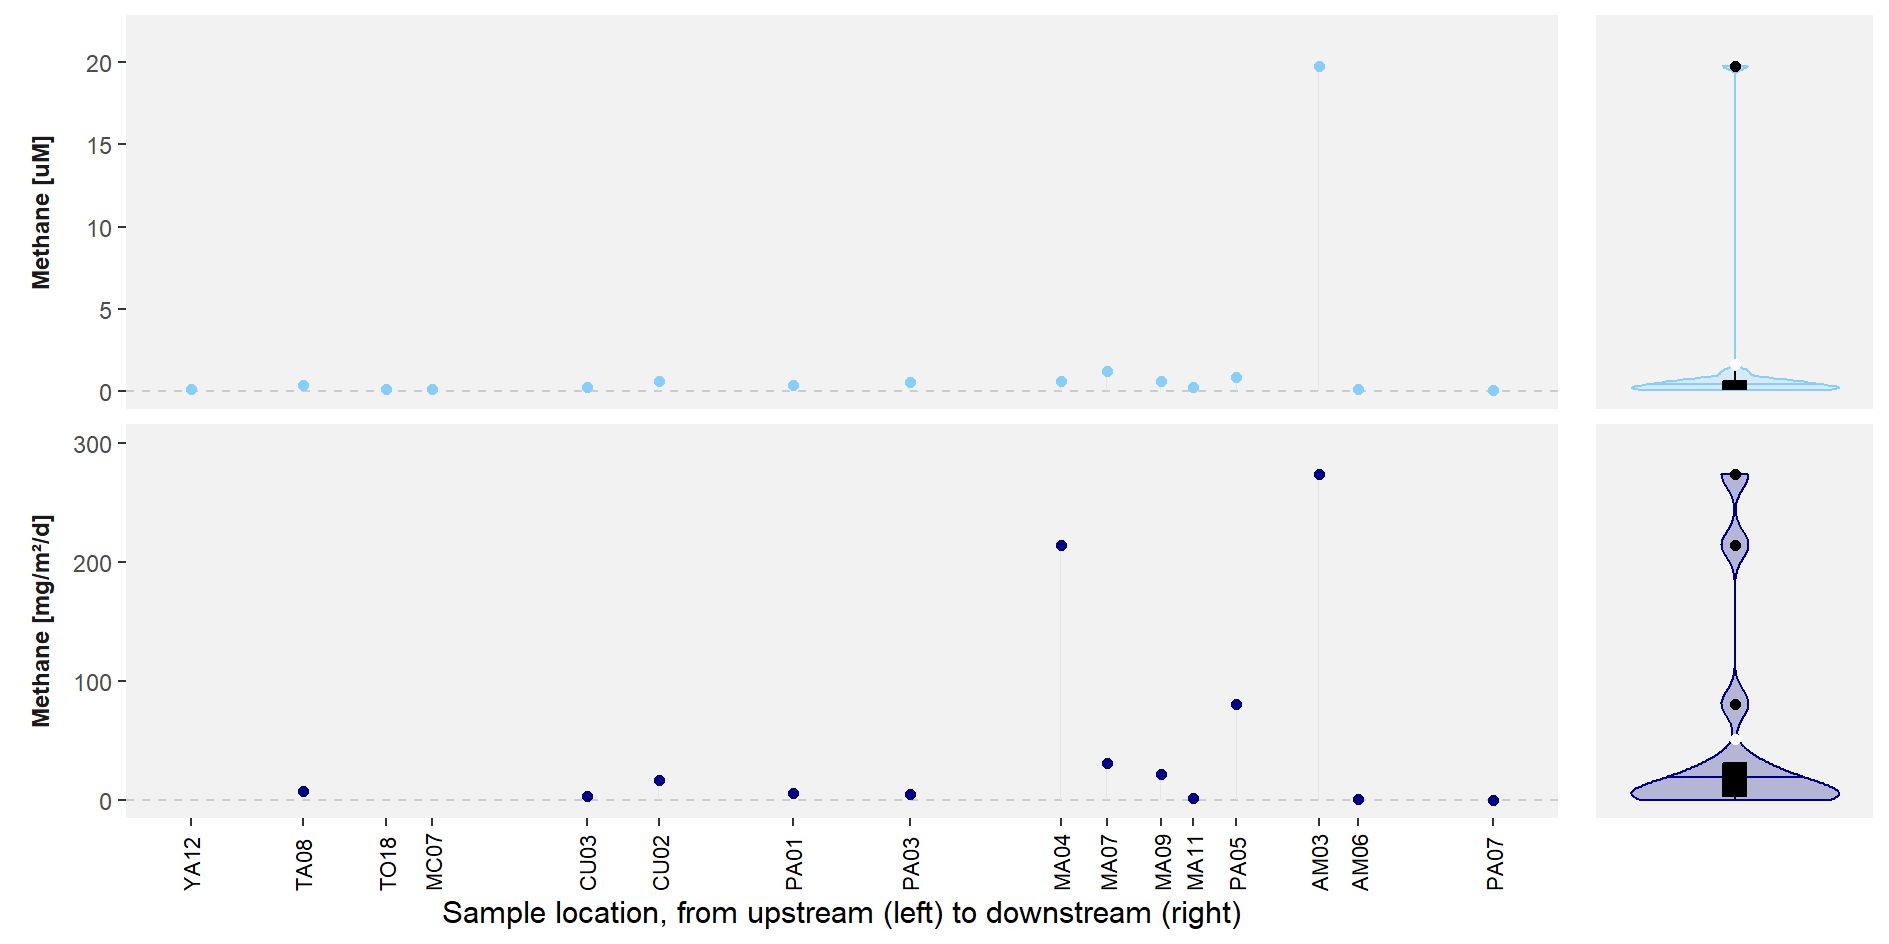 Methane [uM]
20
15
10
5
0
Methane [mg/m²/d]
300
200
100
0
YA12
TA08
TO18
MC07
CU03
CU02
PA01
PA03
MA04
MA07
MA09
MA11
PA05
AM03
AM06
PA07
Sample location, from upstream (left) to downstream (right)